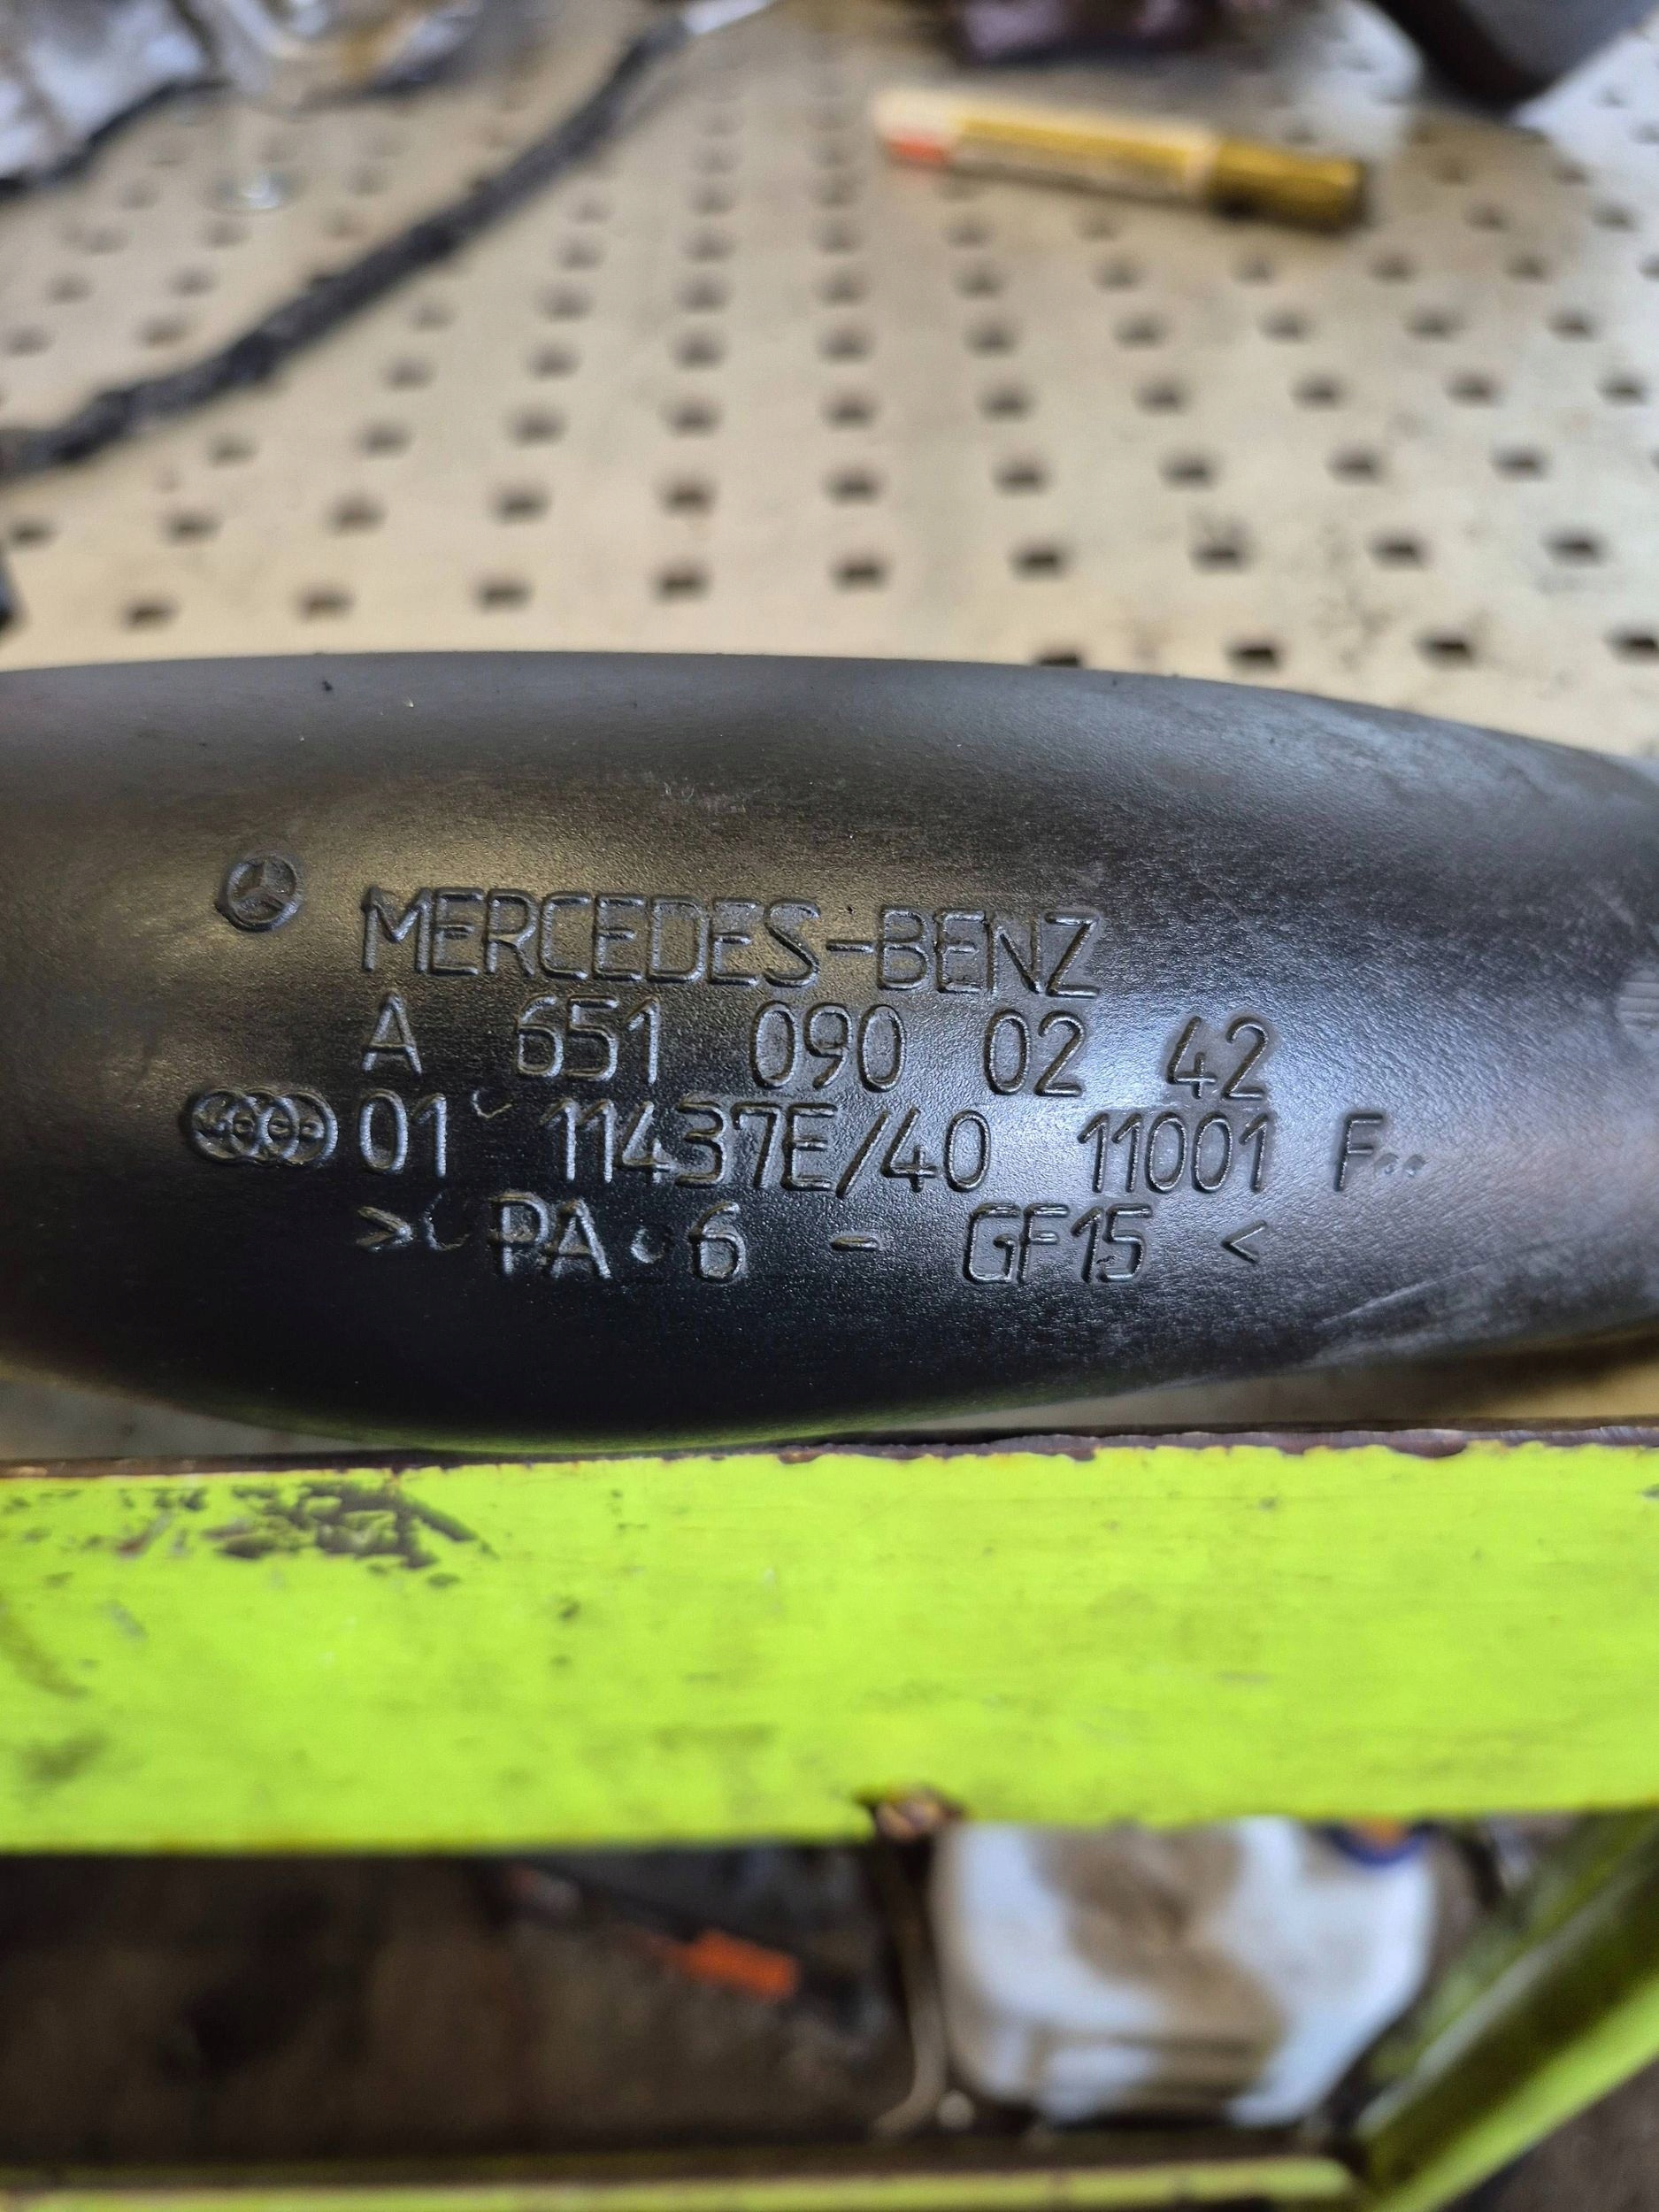 MERCEDES-BENZ
A 651 090 02 42
01 11437E/40 11001 F..
> PA 6 - GF15 <